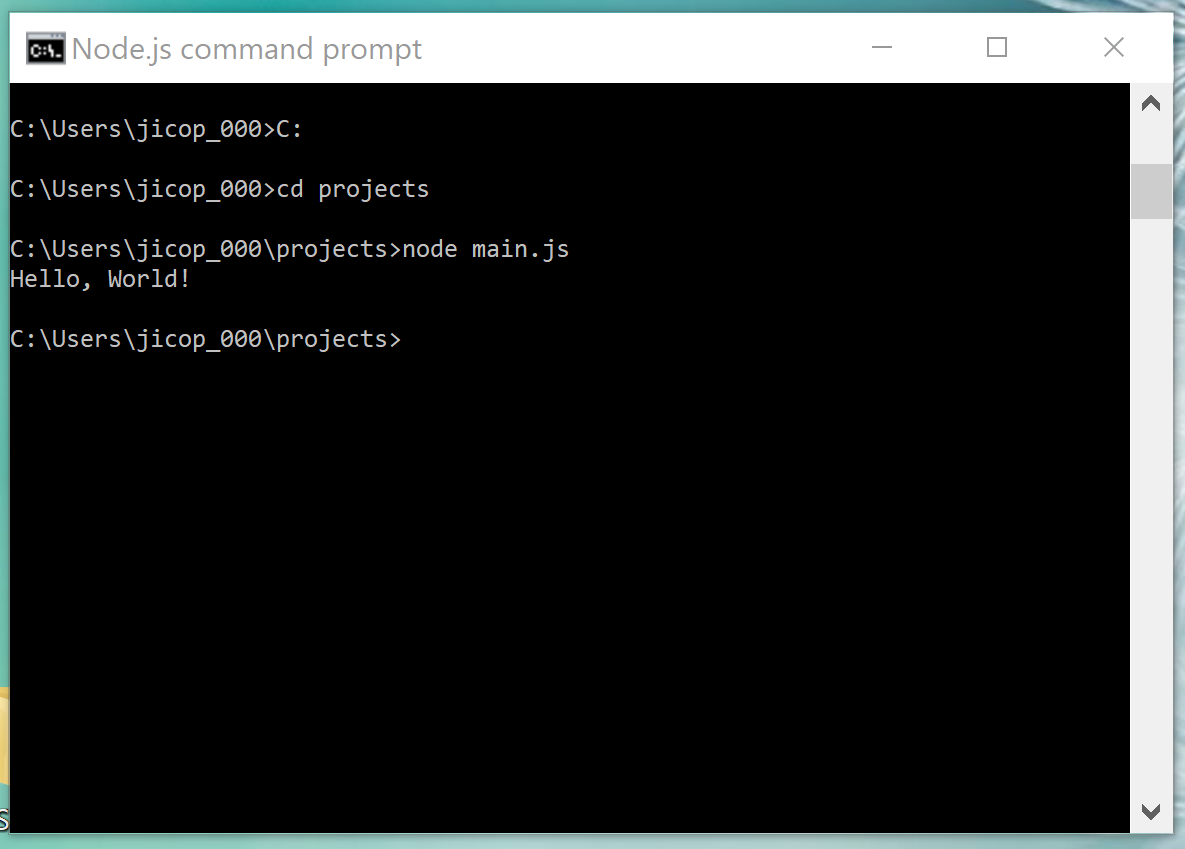 Node.js command prompt
C:\Users\jicop_000>C:
C:\Users\jicop_000>cd projects
C:\Users\jicop_000\projects>node main.js
Hello, World!
C:\Users\jicop_000\projects>